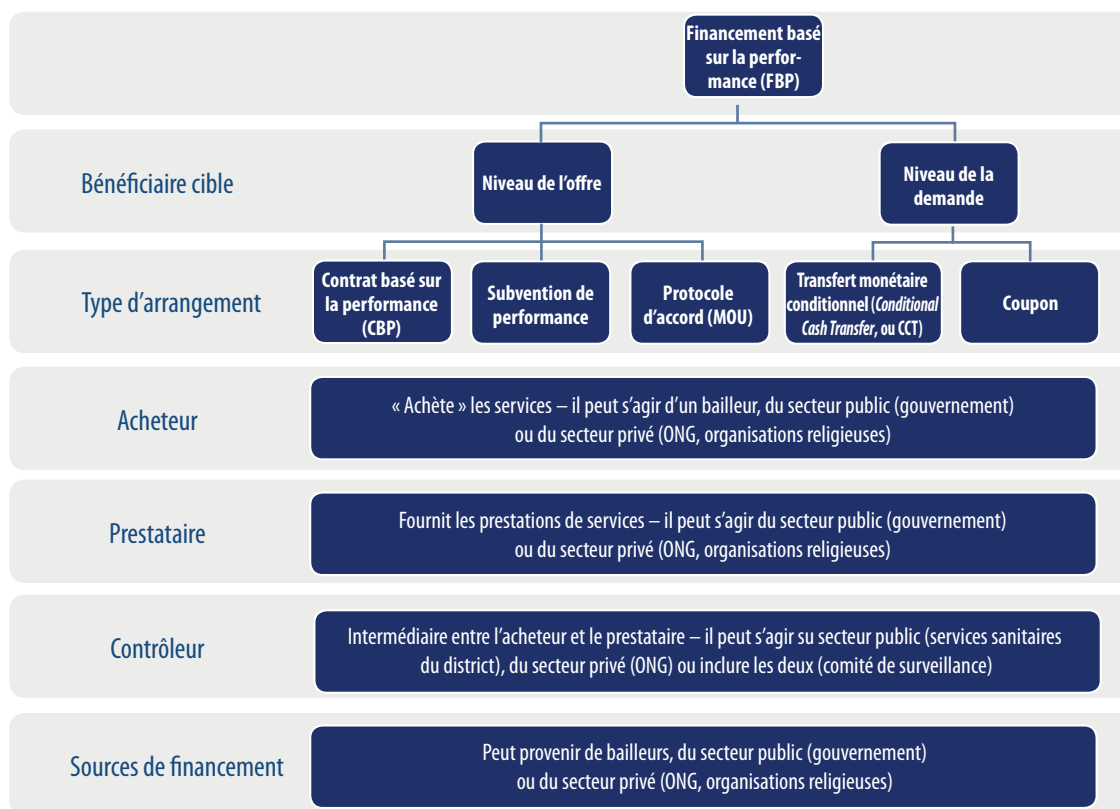 Financement basé
sur la perfor-
mance (FBP)
Bénéficiaire cible
Niveau de l'offre
Niveau de la
demande
Type d'arrangement
Contrat basé sur
la performance
(CBP)
Subvention de
performance
Protocole
d'accord (MOU)
Transfert monétaire
conditionnel (Conditional
Cash Transfer, ou CCT)
Coupon
Acheteur
« Achète » les services – il peut s'agir d'un bailleur, du secteur public (gouvernement)
ou du secteur privé (ONG, organisations religieuses)
Prestataire
Fournit les prestations de services – il peut s'agir du secteur public (gouvernement)
ou du secteur privé (ONG, organisations religieuses)
Contrôleur
Intermédiaire entre l'acheteur et le prestataire – il peut s'agir su secteur public (services sanitaires
du district), du secteur privé (ONG) ou inclure les deux (comité de surveillance)
Sources de financement
Peut provenir de bailleurs, du secteur public (gouvernement)
ou du secteur privé (ONG, organisations religieuses)